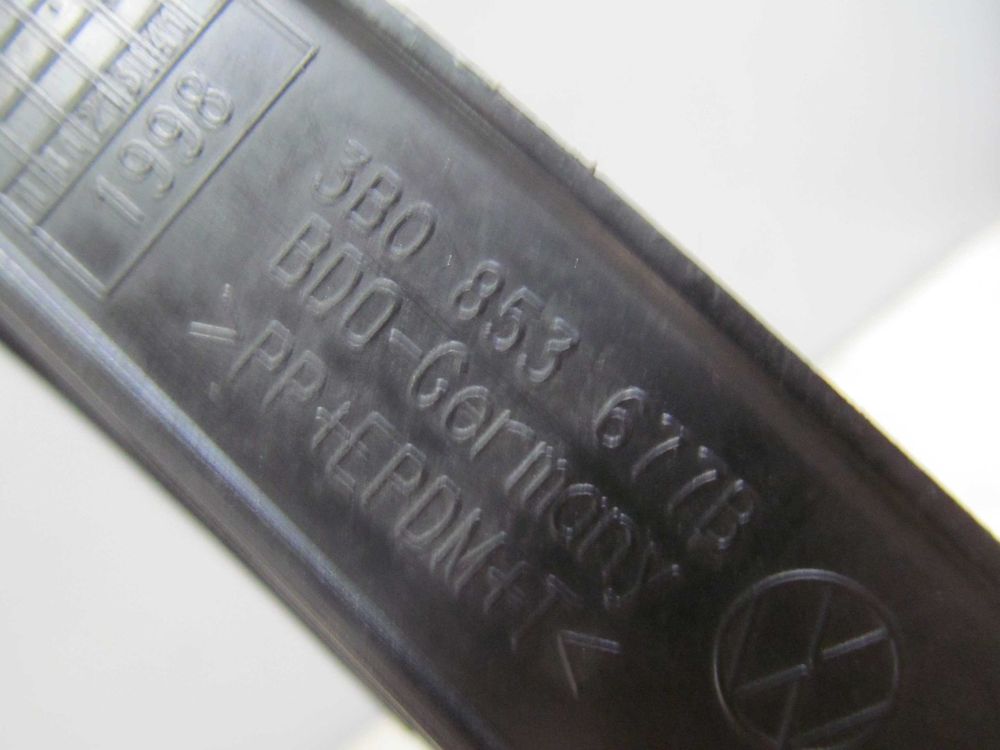 1998
3B0 853 677B
BDO-Germany
>PP+EPDM+T<